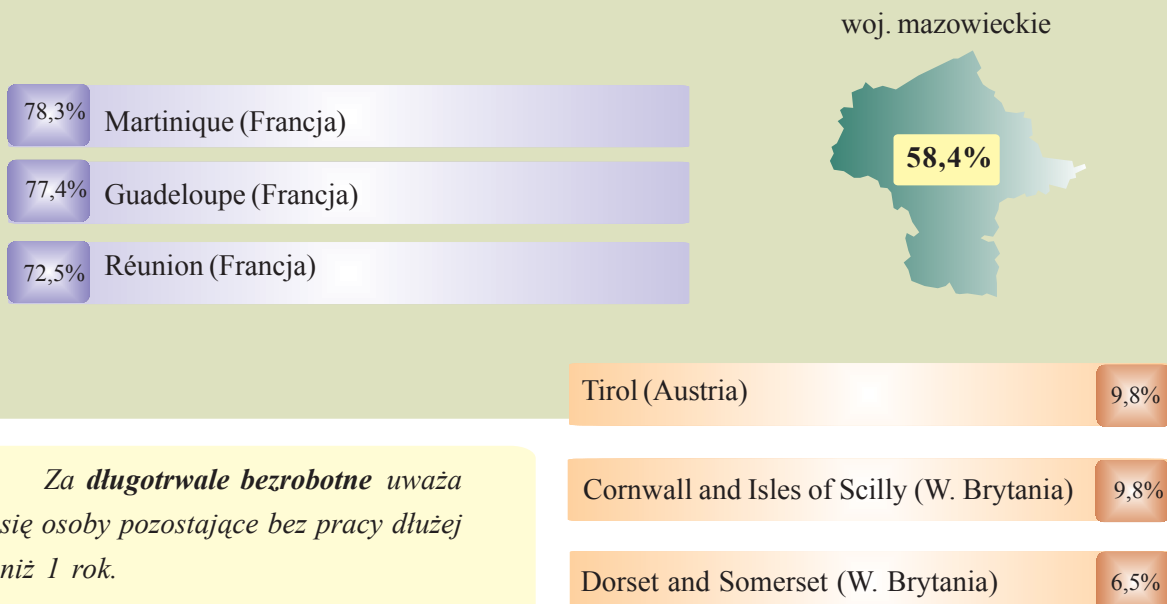 woj. mazowieckie
58,4%
78,3% Martinique (Francja)
77,4% Guadeloupe (Francja)
72,5% Réunion (Francja)
Tirol (Austria) 9,8%
Cornwall and Isles of Scilly (W. Brytania) 9,8%
Dorset and Somerset (W. Brytania) 6,5%
Za długotrwale bezrobotne uważa
się osoby pozostające bez pracy dłużej
niż 1 rok.